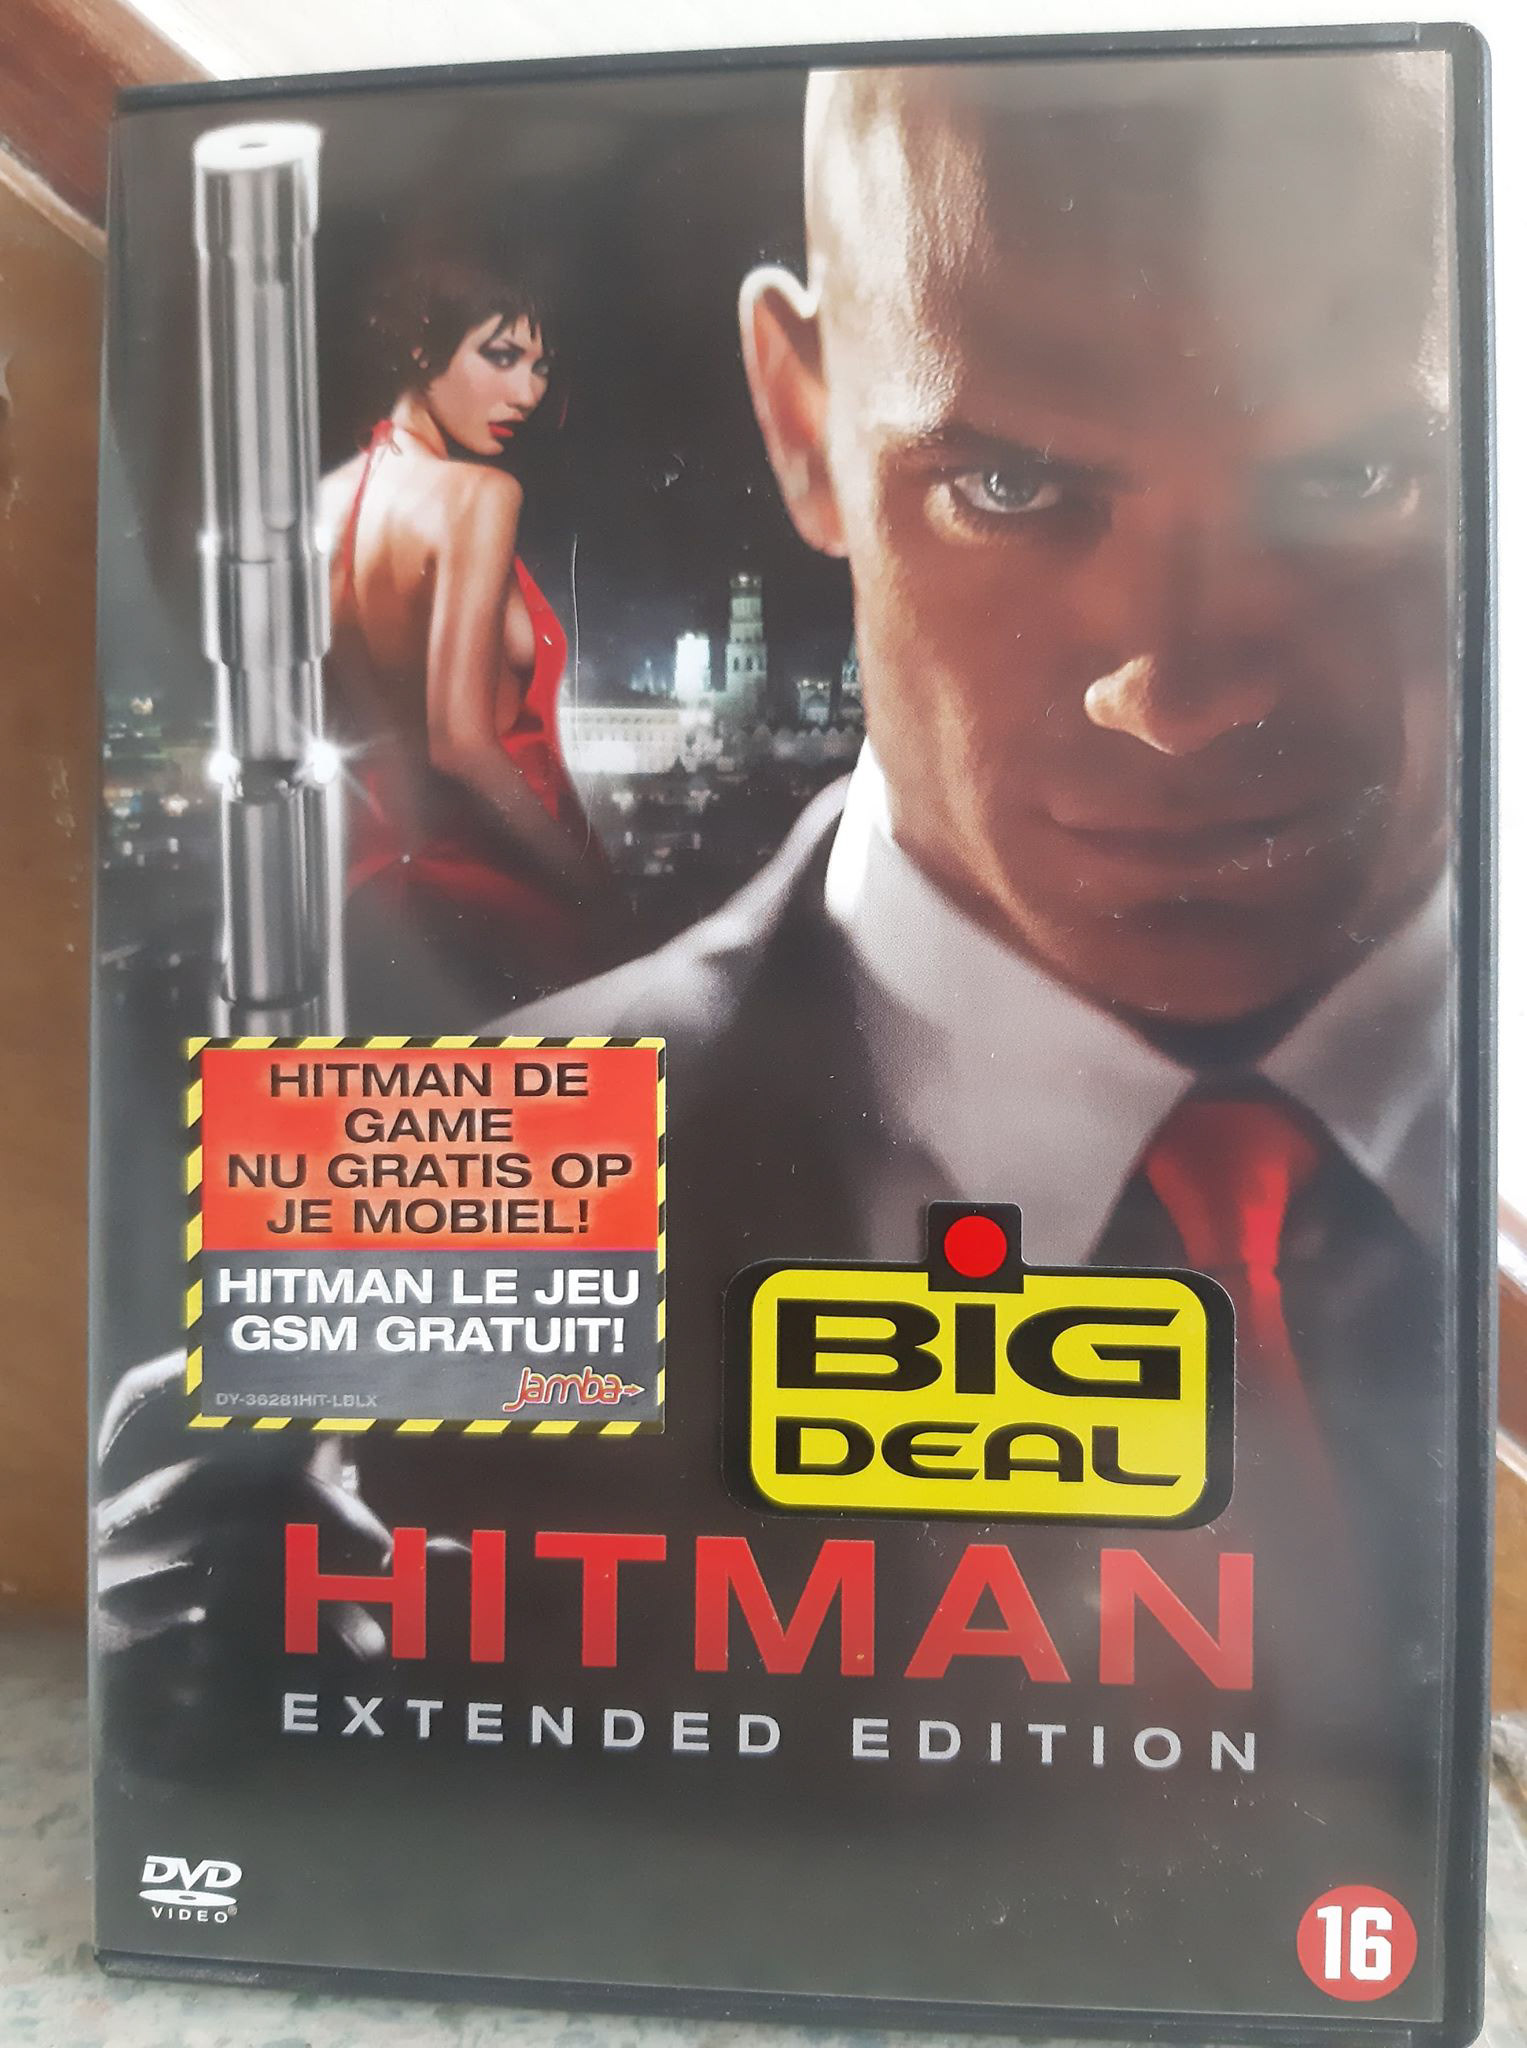 HITMAN DE
GAME
NU GRATIS OP
JE MOBIEL!
HITMAN LE JEU
GSM GRATUIT!
DY-36281HIT-LBLX
Jamba
BIG
DEAL
HITMAN
EXTENDED EDITION
DVD
VIDEO
16